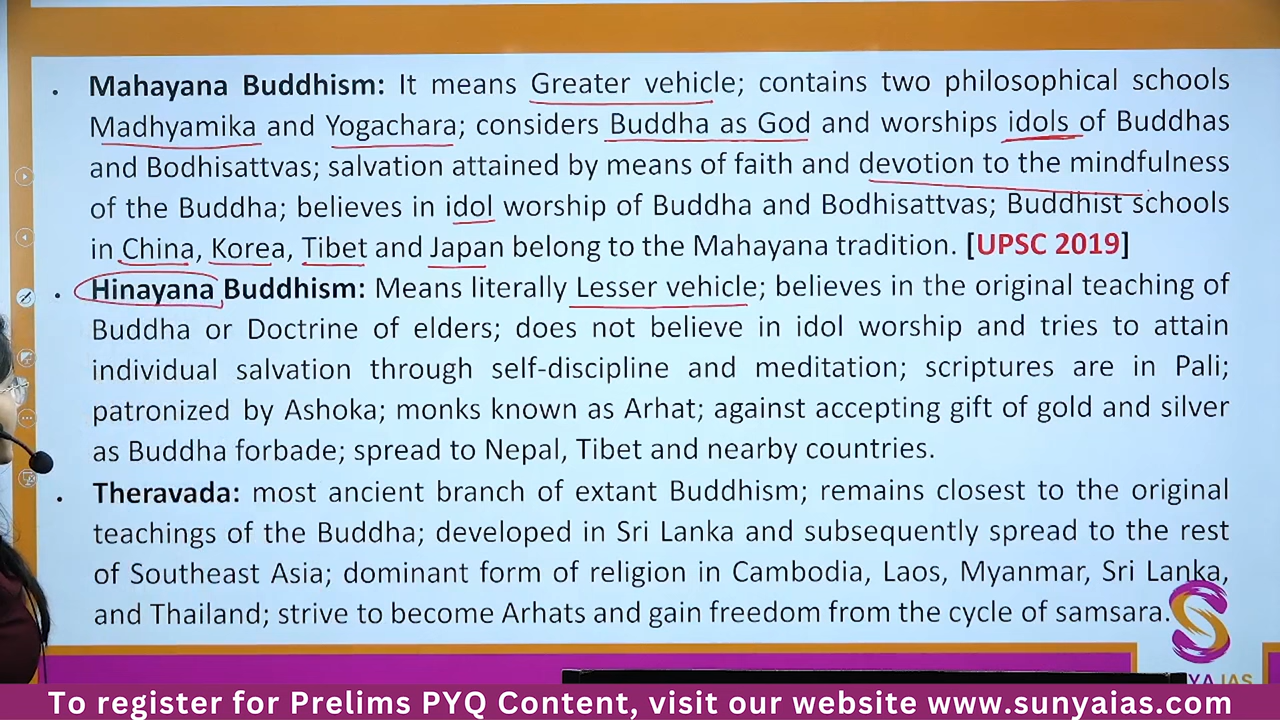 • Mahayana Buddhism: It means Greater vehicle; contains two philosophical schools
Madhyamika and Yogachara; considers Buddha as God and worships idols of Buddhas
and Bodhisattvas; salvation attained by means of faith and devotion to the mindfulness
of the Buddha; believes in idol worship of Buddha and Bodhisattvas; Buddhist schools
in China, Korea, Tibet and Japan belong to the Mahayana tradition. [UPSC 2019]
• Hinayana Buddhism: Means literally Lesser vehicle; believes in the original teaching of
Buddha or Doctrine of elders; does not believe in idol worship and tries to attain
individual salvation through self-discipline and meditation; scriptures are in Pali;
patronized by Ashoka; monks known as Arhat; against accepting gift of gold and silver
as Buddha forbade; spread to Nepal, Tibet and nearby countries.
• Theravada: most ancient branch of extant Buddhism; remains closest to the original
teachings of the Buddha; developed in Sri Lanka and subsequently spread to the rest
of Southeast Asia; dominant form of religion in Cambodia, Laos, Myanmar, Sri Lanka,
and Thailand; strive to become Arhats and gain freedom from the cycle of samsara.
YA IAS
To register for Prelims PYQ Content, visit our website www.sunyaias.com